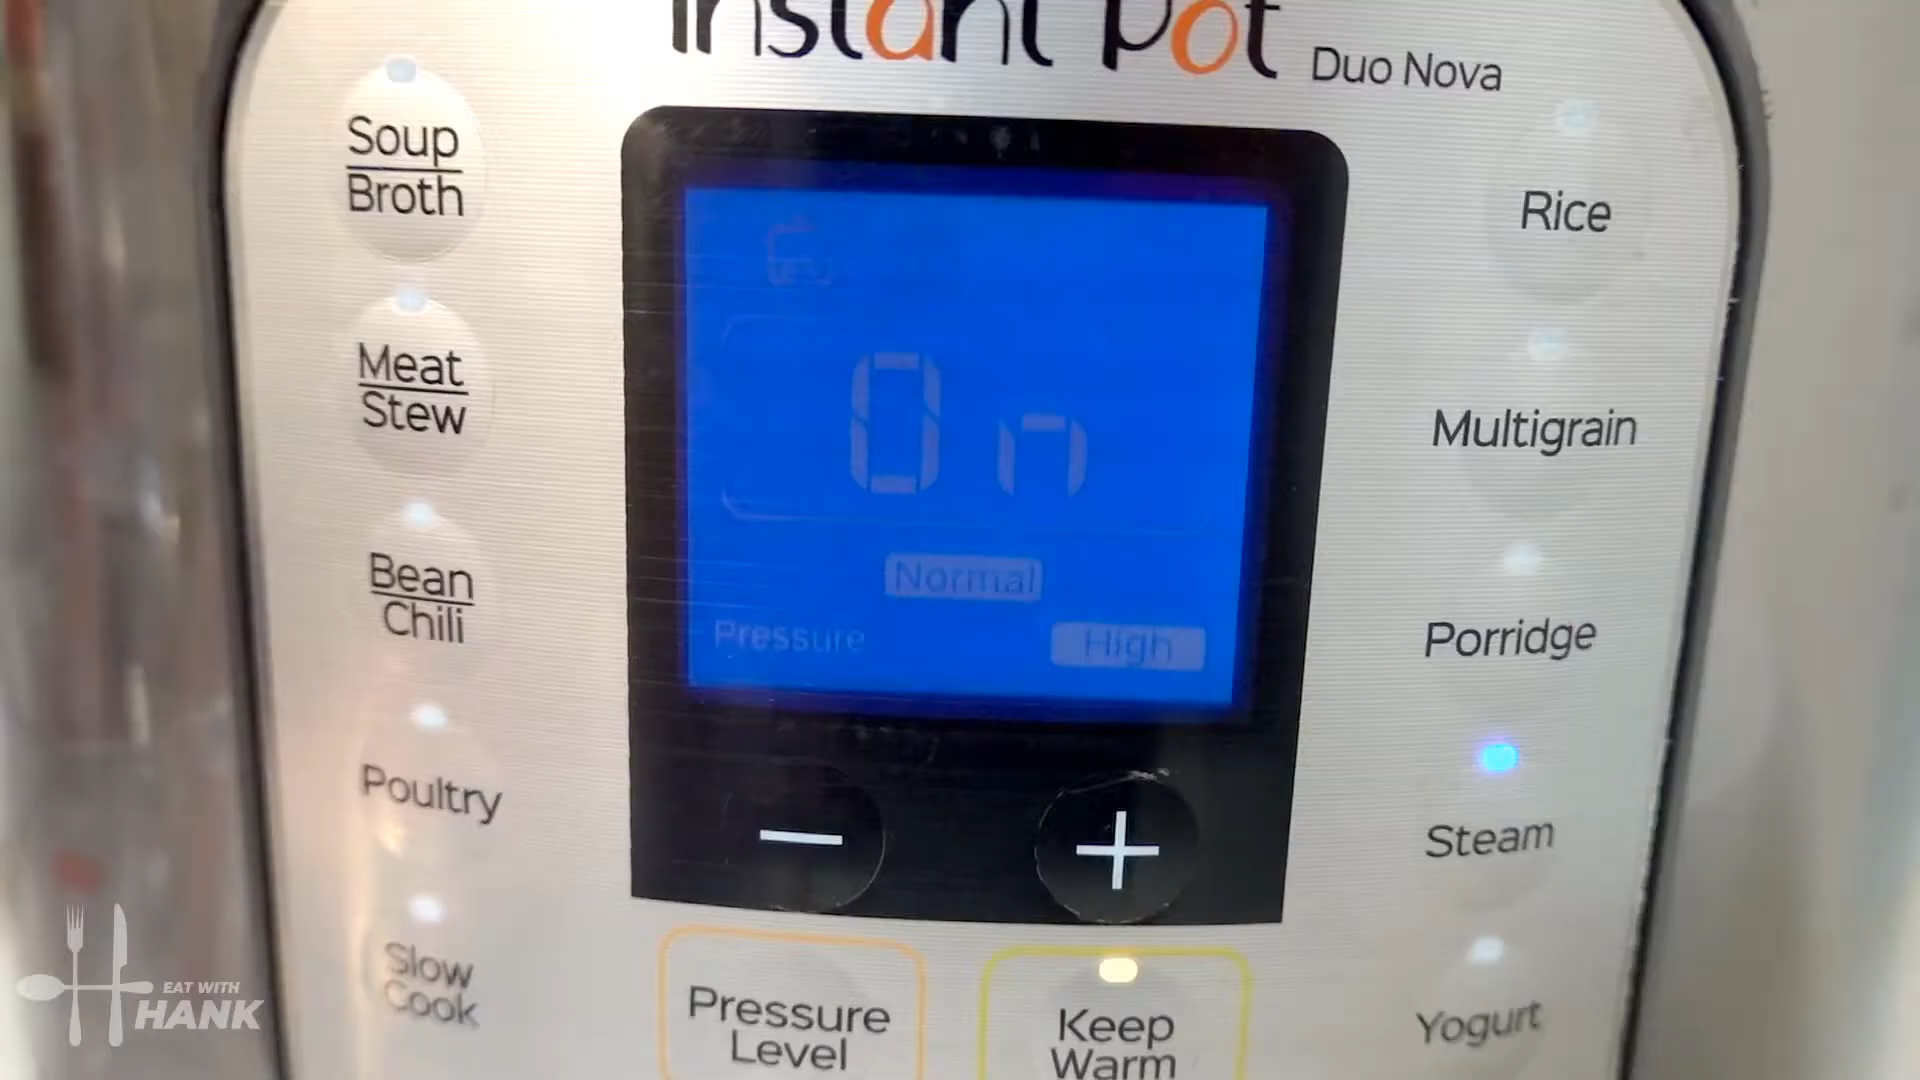 Instant Pot Duo Nova
Soup
Broth
Meat
Stew
Bean
Chili
Poultry
Slow
Cook
On
Normal
Pressure High
− +
Pressure
Level
Keep
Warm
Rice
Multigrain
Porridge
Steam
Yogurt
EAT WITH
HANK